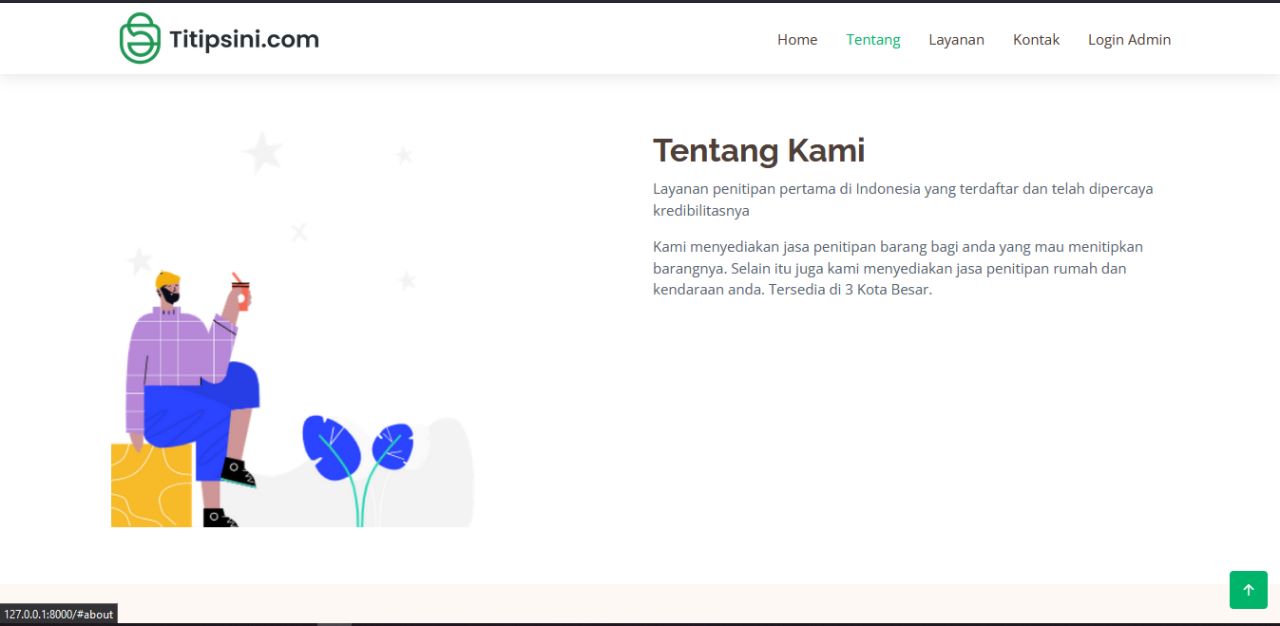 Titipsini.com
Home Tentang Layanan Kontak Login Admin
Tentang Kami
Layanan penitipan pertama di Indonesia yang terdaftar dan telah dipercaya
kredibilitasnya
Kami menyediakan jasa penitipan barang bagi anda yang mau menitipkan
barangnya. Selain itu juga kami menyediakan jasa penitipan rumah dan
kendaraan anda. Tersedia di 3 Kota Besar.
127.0.0.1:8000/#about